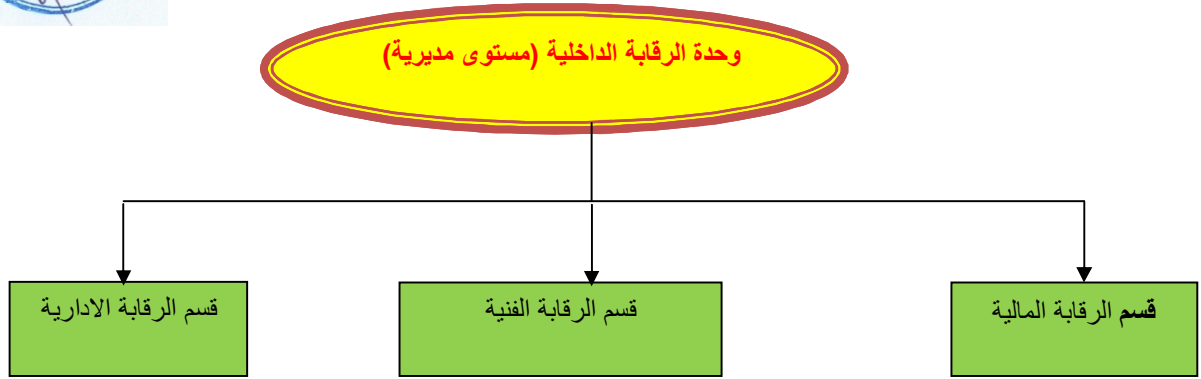 وحدة الرقابة الداخلية (مستوى مديرية)
قسم الرقابة المالية
قسم الرقابة الفنية
قسم الرقابة الادارية